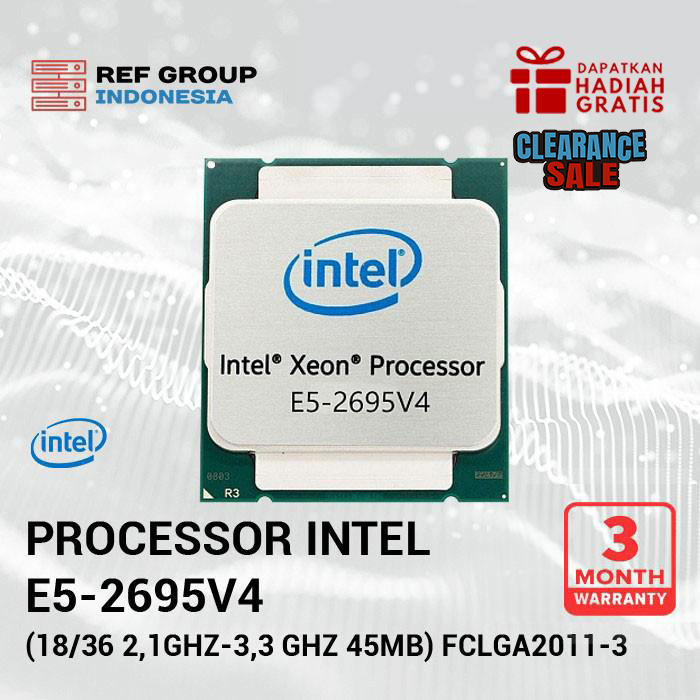 REF GROUP
INDONESIA
DAPATKAN
HADIAH
GRATIS
CLEARANCE
SALE
intel
Intel® Xeon® Processor
E5-2695V4
intel
0803
R3
PROCESSOR INTEL
E5-2695V4
(18/36 2,1GHZ-3,3 GHZ 45MB) FCLGA2011-3
3
MONTH
WARRANTY